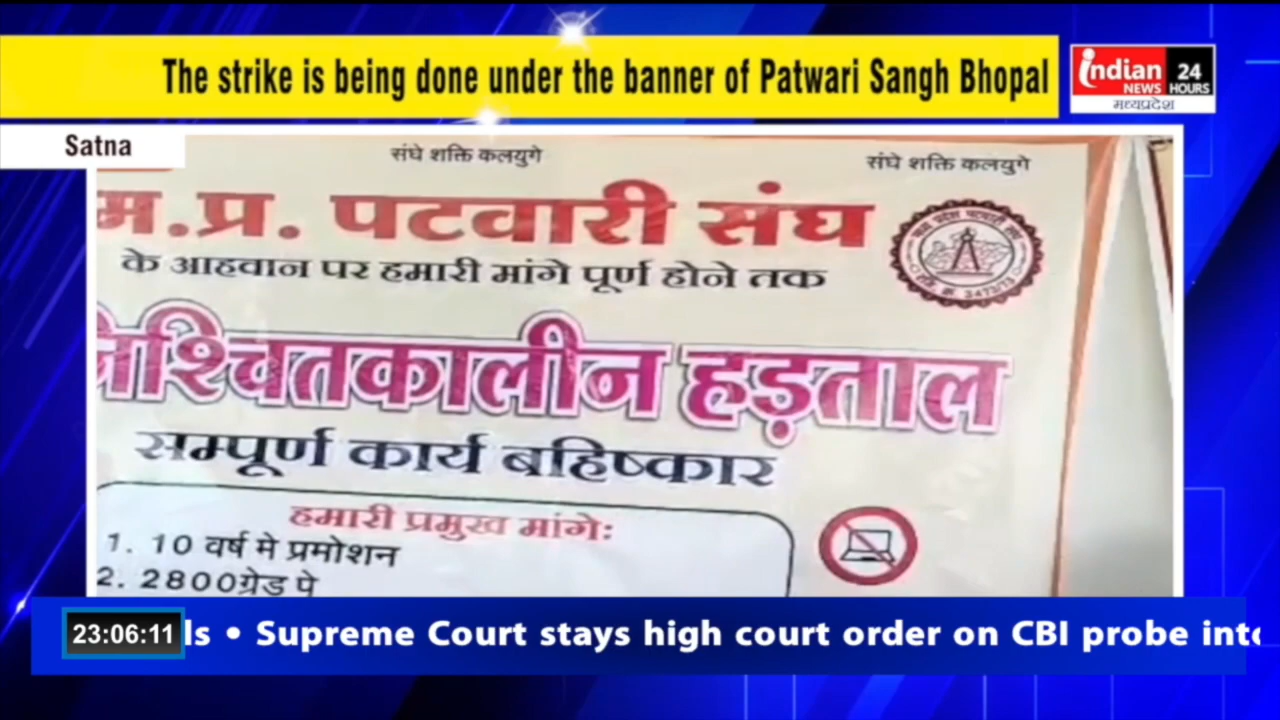 The strike is being done under the banner of Patwari Sangh Bhopal
indian
NEWS
24
HOURS
मध्यप्रदेश
Satna
संघे शक्ति कलयुगे
संघे शक्ति कलयुगे
म.प्र. पटवारी संघ
के आहवान पर हमारी मांगे पूर्ण होने तक
निश्चितकालीन हड़ताल
सम्पूर्ण कार्य बहिष्कार
हमारी प्रमुख मांगेः
1. 10 वर्ष मे प्रमोशन
2. 2800ग्रेड पे
23:06:11
ls • Supreme Court stays high court order on CBI probe into